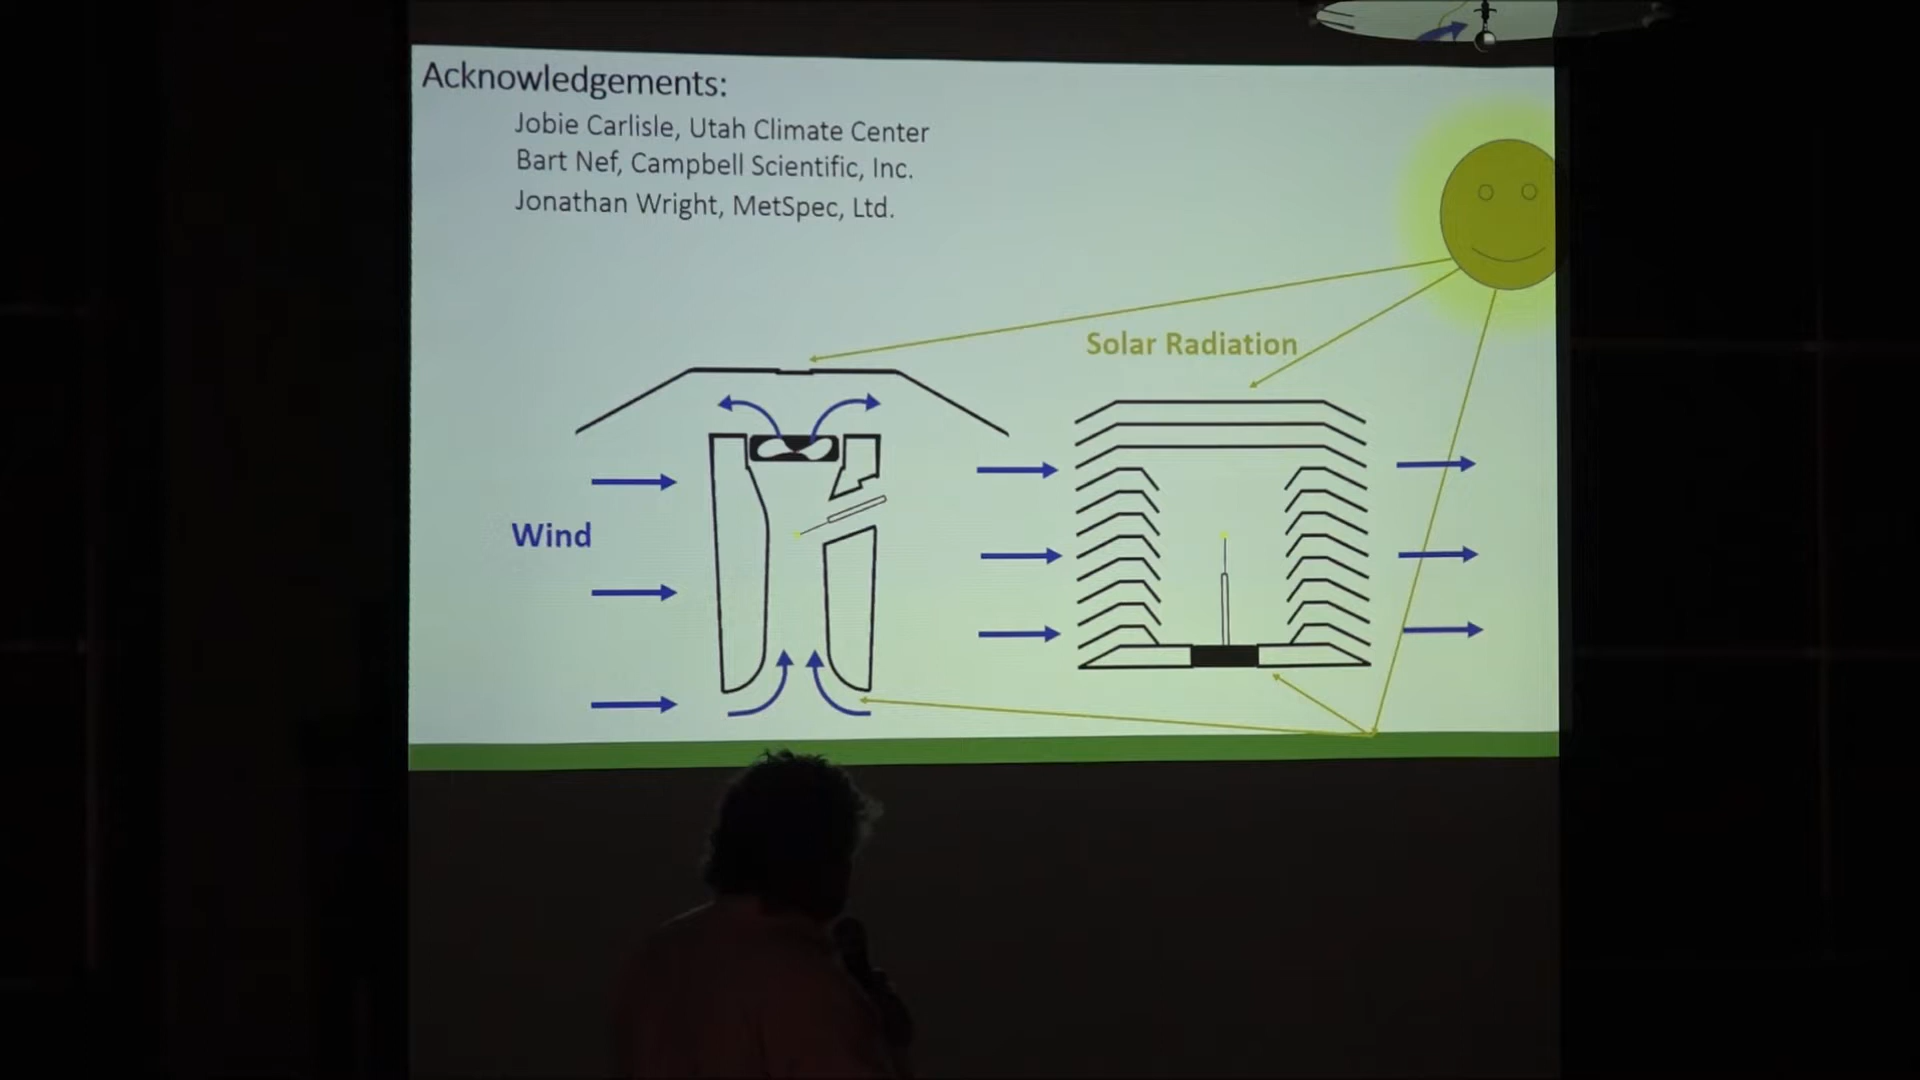 Acknowledgements:
Jobie Carlisle, Utah Climate Center
Bart Nef, Campbell Scientific, Inc.
Jonathan Wright, MetSpec, Ltd.
Solar Radiation
Wind